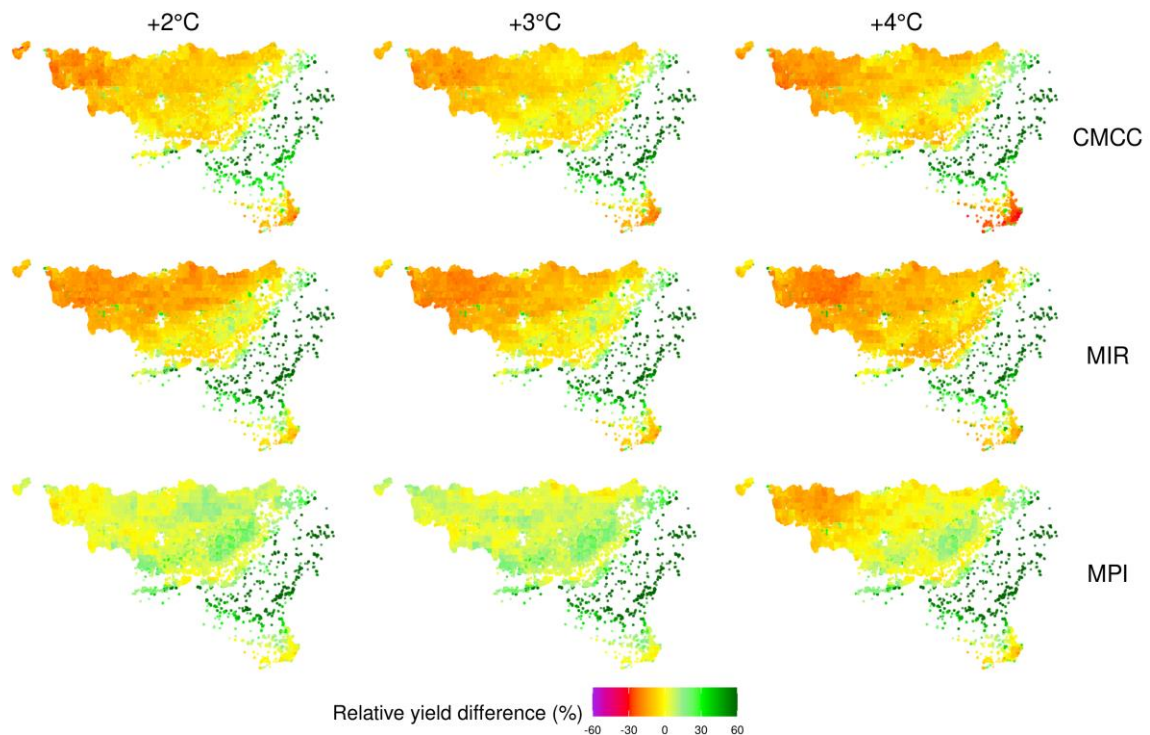 +2°C +3°C +4°C
CMCC
MIR
MPI
Relative yield difference (%)
-60 -30 0 30 60